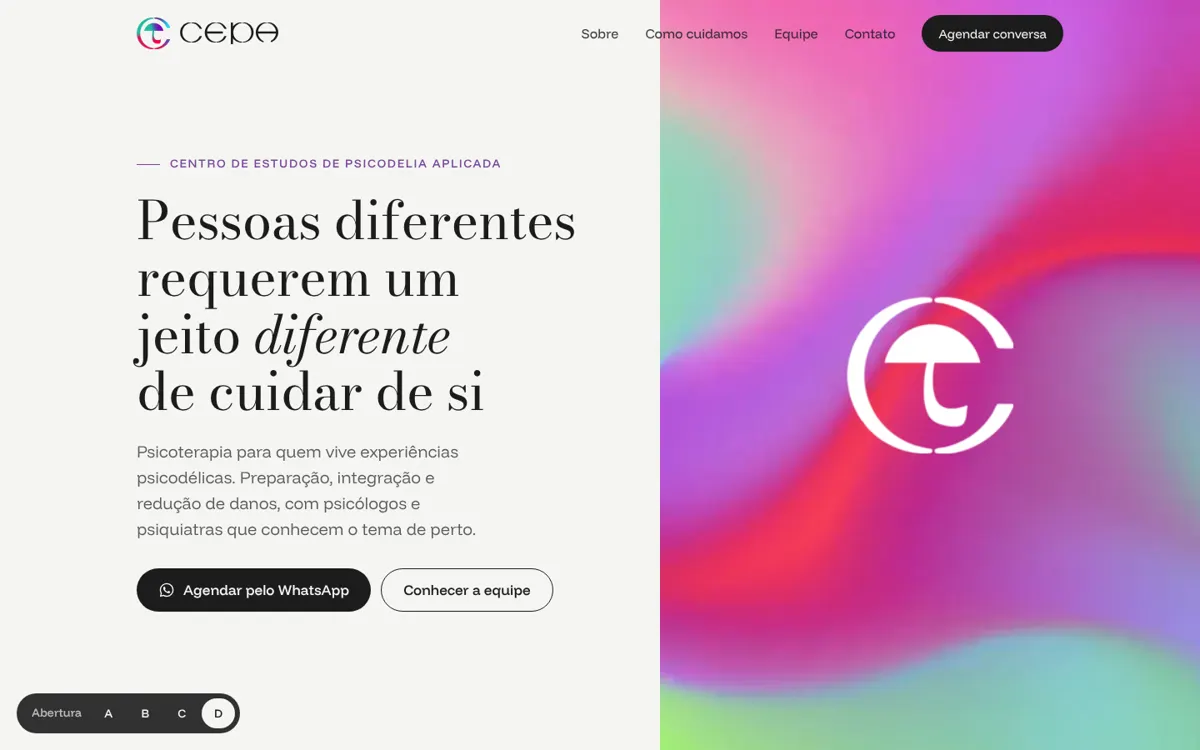 cepa
Sobre
Como cuidamos
Equipe
Contato
Agendar conversa
CENTRO DE ESTUDOS DE PSICODELIA APLICADA
Pessoas diferentes
requerem um
jeito diferente
de cuidar de si
Psicoterapia para quem vive experiências
psicodélicas. Preparação, integração e
redução de danos, com psicólogos e
psiquiatras que conhecem o tema de perto.
Agendar pelo WhatsApp
Conhecer a equipe
Abertura A B C D